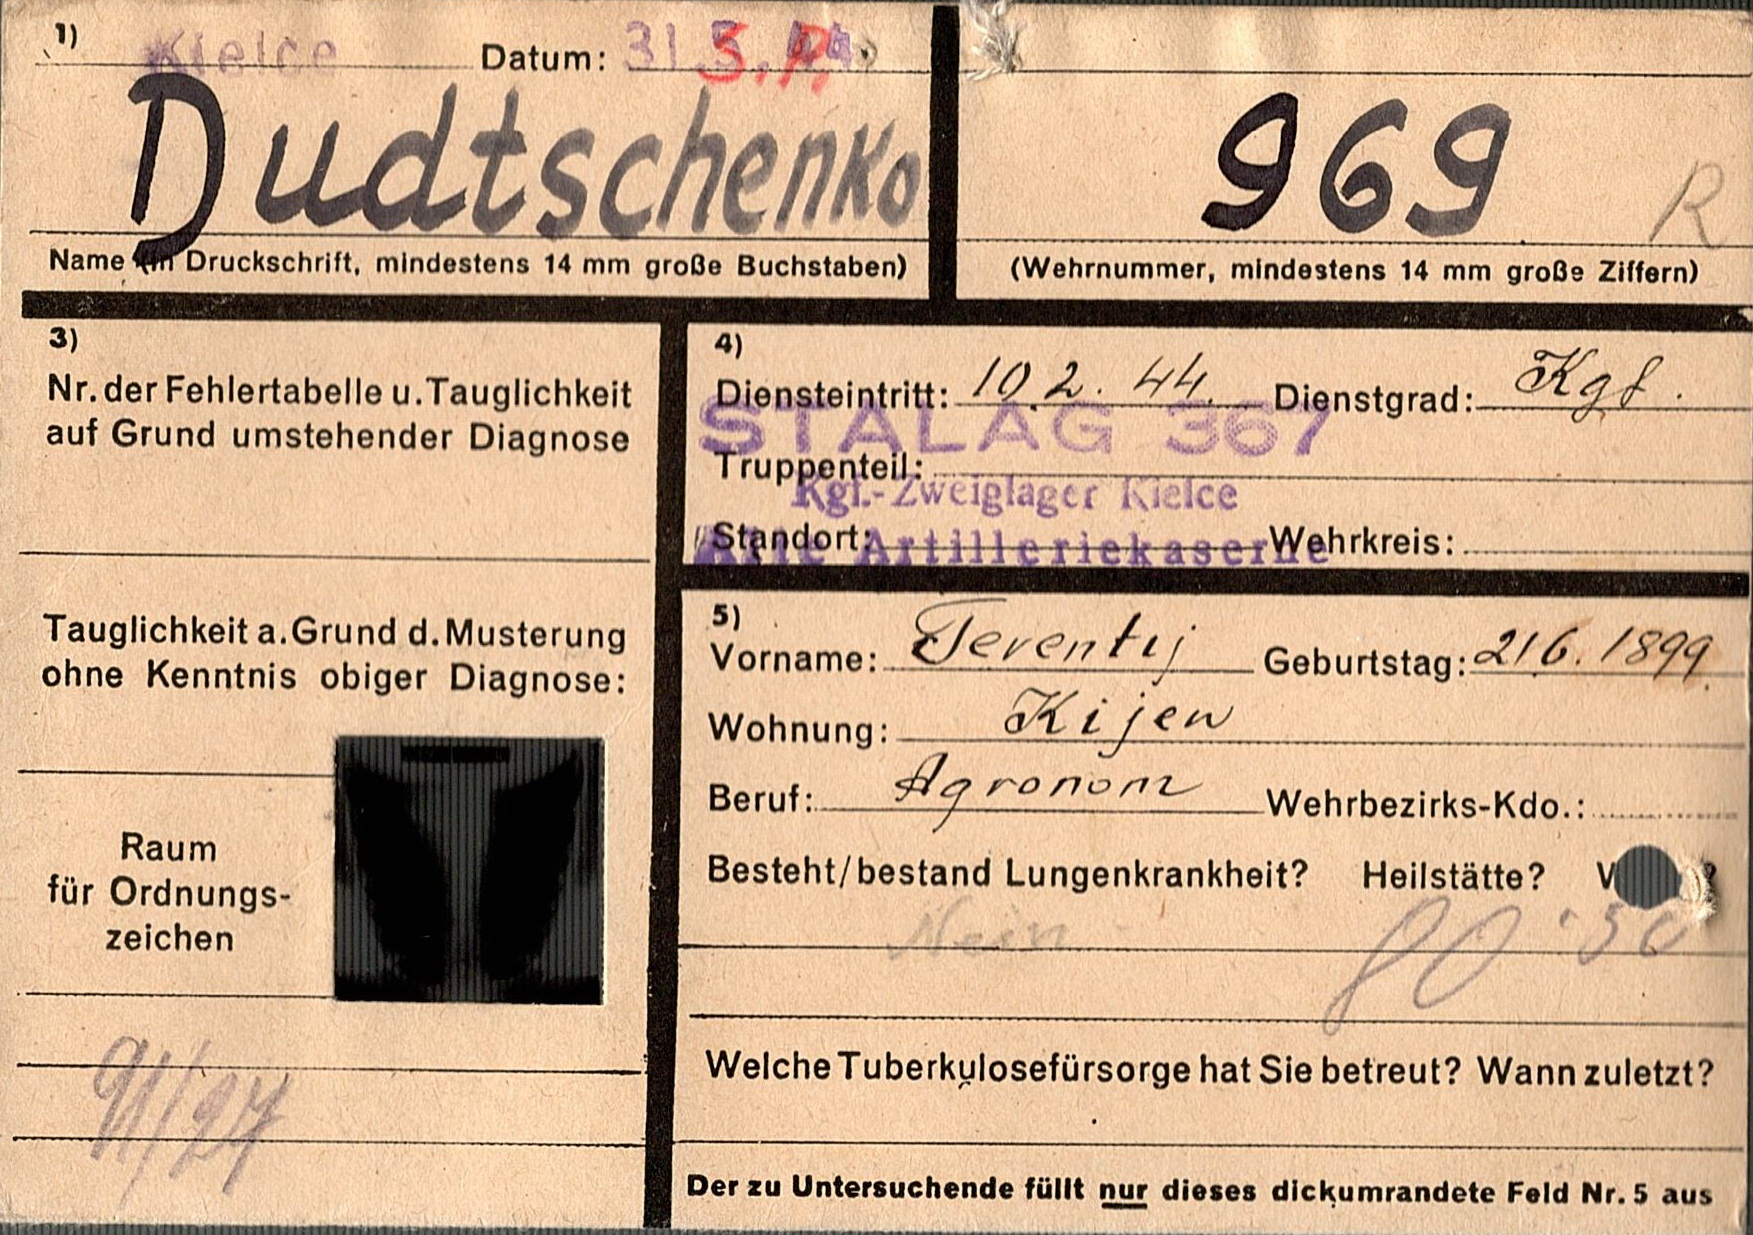 1) Kielce Datum: 31.5.44 S.P.
Dudtschenko
969
R
Name (in Druckschrift, mindestens 14 mm große Buchstaben)
(Wehrnummer, mindestens 14 mm große Ziffern)
3)
Nr. der Fehlertabelle u. Tauglichkeit
auf Grund umstehender Diagnose
Tauglichkeit a. Grund d. Musterung
ohne Kenntnis obiger Diagnose:
Raum
für Ordnungs-
zeichen
91/27
4)
Diensteintritt: 10.2.44. Dienstgrad: Kgf.
STALAG 367
Truppenteil:
Kgf.-Zweiglager Kielce
Standort: Wehrkreis:
Alte Artilleriekaserne
5)
Vorname: Terentij Geburtstag: 21 6. 1899.
Wohnung: Kijew
Beruf: Agronom Wehrbezirks-Kdo.:
Besteht/bestand Lungenkrankheit? Heilstätte?
Nein
Welche Tuberkulosefürsorge hat Sie betreut? Wann zuletzt?
Der zu Untersuchende füllt nur dieses dickumrandete Feld Nr. 5 aus